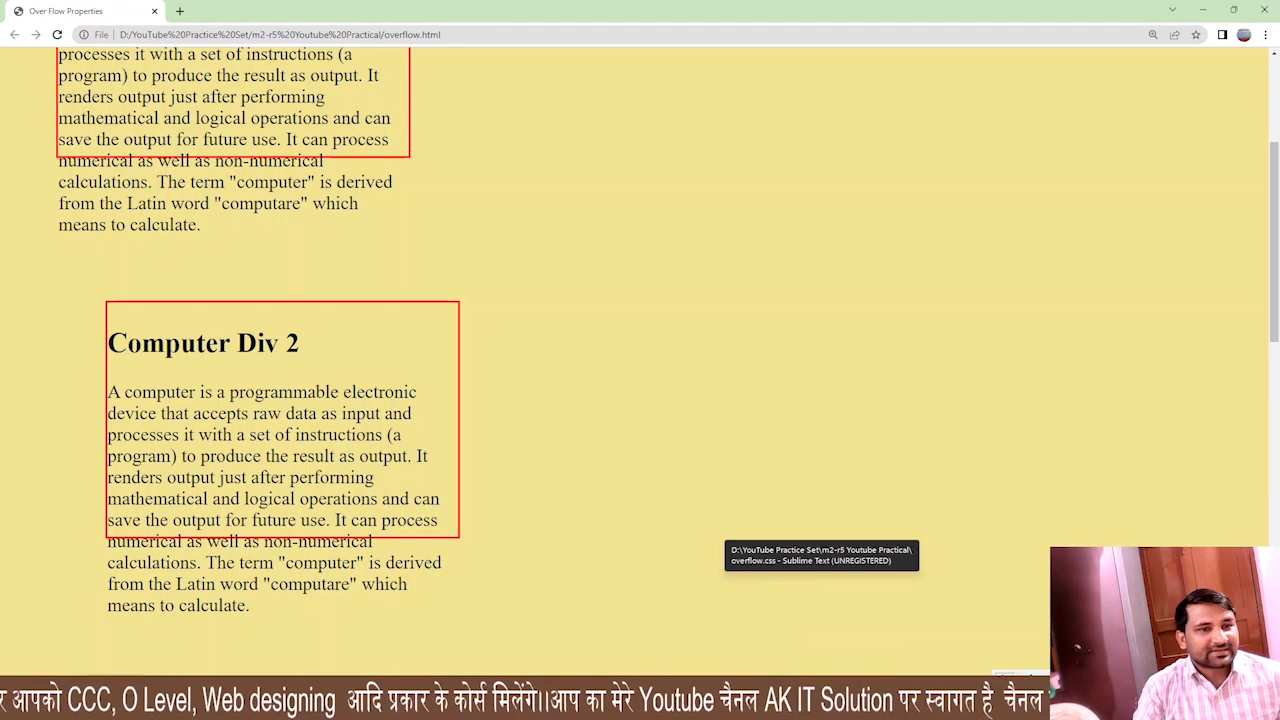 Over Flow Properties
File D:/YouTube%20Practice%20Set/m2-r5%20Youtube%20Practical/overflow.html
processes it with a set of instructions (a
program) to produce the result as output. It
renders output just after performing
mathematical and logical operations and can
save the output for future use. It can process
numerical as well as non-numerical
calculations. The term "computer" is derived
from the Latin word "computare" which
means to calculate.
Computer Div 2
A computer is a programmable electronic
device that accepts raw data as input and
processes it with a set of instructions (a
program) to produce the result as output. It
renders output just after performing
mathematical and logical operations and can
save the output for future use. It can process
numerical as well as non-numerical
calculations. The term "computer" is derived
from the Latin word "computare" which
means to calculate.
D:\YouTube Practice Set\m2-r5 Youtube Practical\
overflow.css - Sublime Text (UNREGISTERED)
र आपको CCC, O Level, Web designing आदि प्रकार के कोर्स मिलेंगे।।आप का मेरे Youtube चैनल AK IT Solution पर स्वागत है चैनल